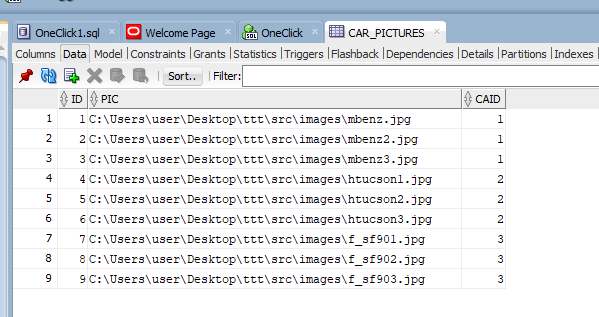 OneClick1.sql Welcome Page OneClick CAR_PICTURES
Columns Data Model Constraints Grants Statistics Triggers Flashback Dependencies Details Partitions Indexes
Sort.. Filter:
ID PIC CAID
1 1 C:\Users\user\Desktop\ttt\src\images\mbenz.jpg 1
2 2 C:\Users\user\Desktop\ttt\src\images\mbenz2.jpg 1
3 3 C:\Users\user\Desktop\ttt\src\images\mbenz3.jpg 1
4 4 C:\Users\user\Desktop\ttt\src\images\htucson1.jpg 2
5 5 C:\Users\user\Desktop\ttt\src\images\htucson2.jpg 2
6 6 C:\Users\user\Desktop\ttt\src\images\htucson3.jpg 2
7 7 C:\Users\user\Desktop\ttt\src\images\f_sf901.jpg 3
8 8 C:\Users\user\Desktop\ttt\src\images\f_sf902.jpg 3
9 9 C:\Users\user\Desktop\ttt\src\images\f_sf903.jpg 3